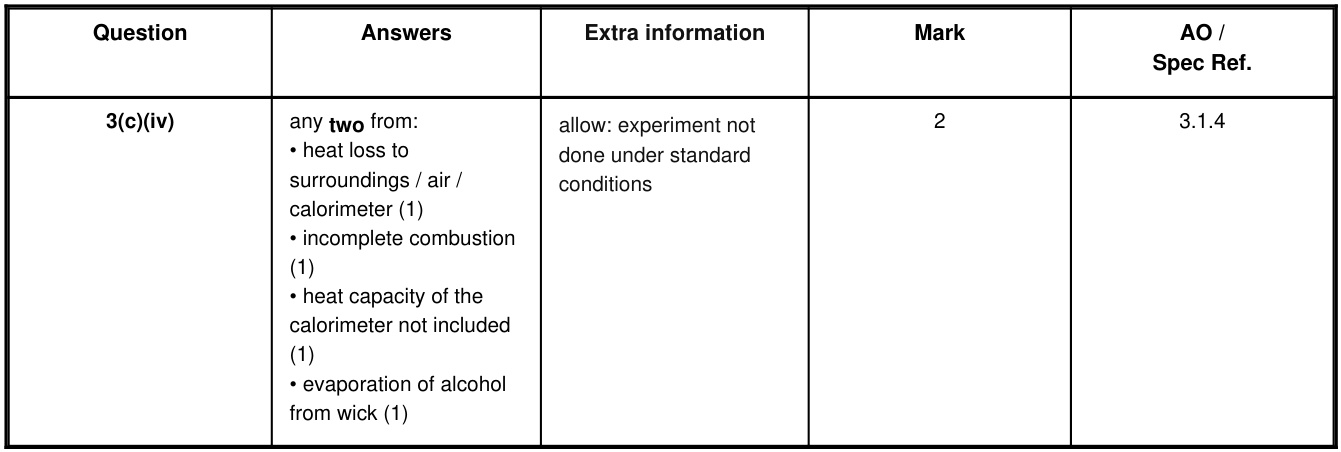 Question Answers Extra information Mark AO /
Spec Ref.
3(c)(iv) any two from: allow: experiment not 2 3.1.4
• heat loss to done under standard
surroundings / air / conditions
calorimeter (1)
• incomplete combustion
(1)
• heat capacity of the
calorimeter not included
(1)
• evaporation of alcohol
from wick (1)